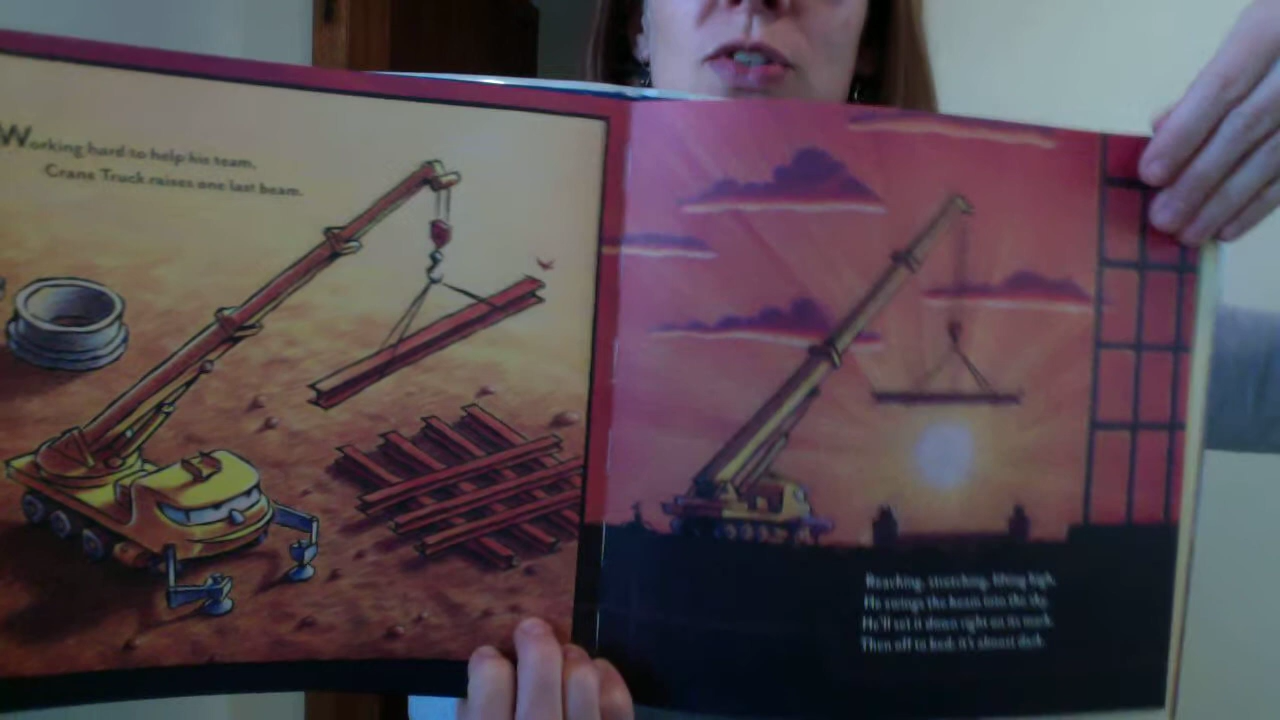 Working hard to help his team,
Crane Truck raises one last beam.
Reaching, stretching, lifting high,
He swings the beam into the sky.
He'll set it down right on its mark,
Then off to bed; it's almost dark.